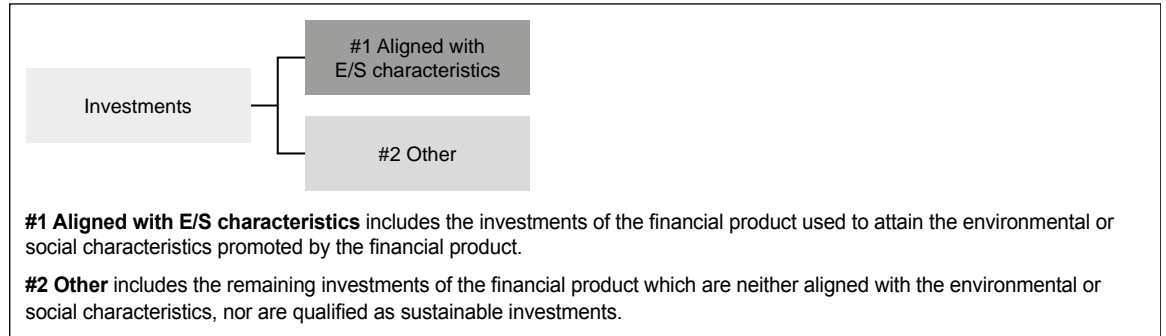 #1 Aligned with
E/S characteristics
Investments
#2 Other
#1 Aligned with E/S characteristics includes the investments of the financial product used to attain the environmental or
social characteristics promoted by the financial product.
#2 Other includes the remaining investments of the financial product which are neither aligned with the environmental or
social characteristics, nor are qualified as sustainable investments.